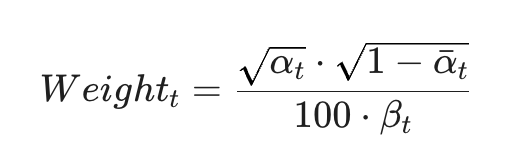 $Weight_t = \frac{\sqrt{\alpha_t} \cdot \sqrt{1 - \bar{\alpha}_t}}{100 \cdot \beta_t}$